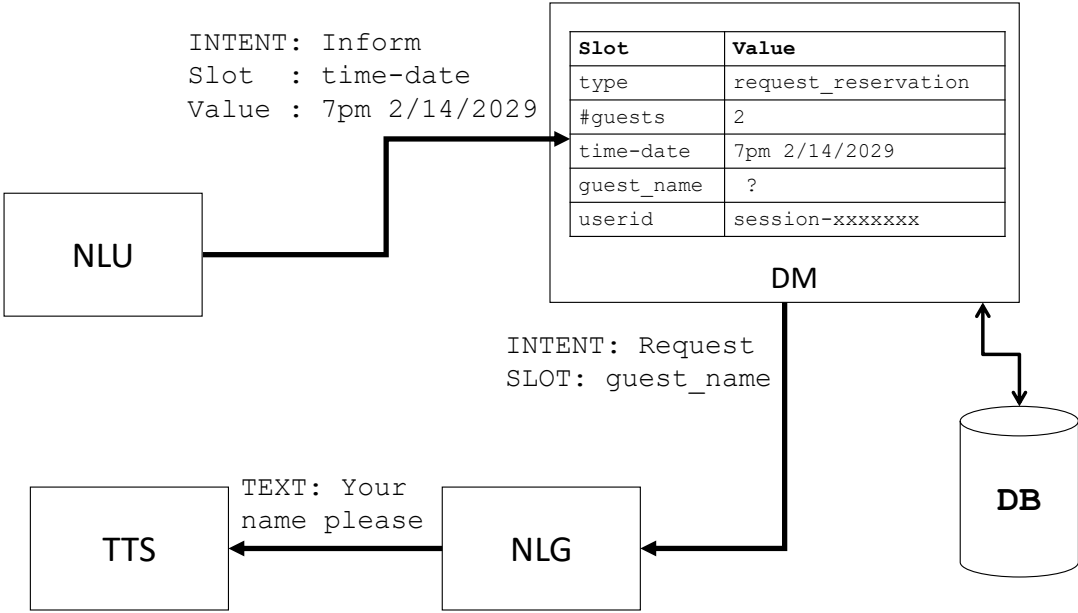 INTENT: Inform
Slot  : time-date
Value : 7pm 2/14/2029
Slot Value
type request_reservation
#guests 2
time-date 7pm 2/14/2029
guest_name ?
userid session-xxxxxxx
DM
NLU
INTENT: Request
SLOT: guest_name
TEXT: Your
name please
TTS
NLG
DB